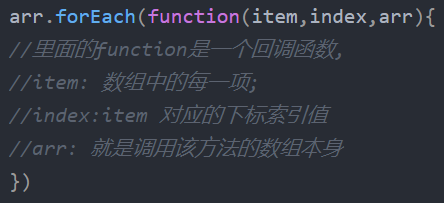 arr.forEach(function(item,index,arr){
//里面的function是一个回调函数,
//item: 数组中的每一项;
//index:item 对应的下标索引值
//arr: 就是调用该方法的数组本身
})